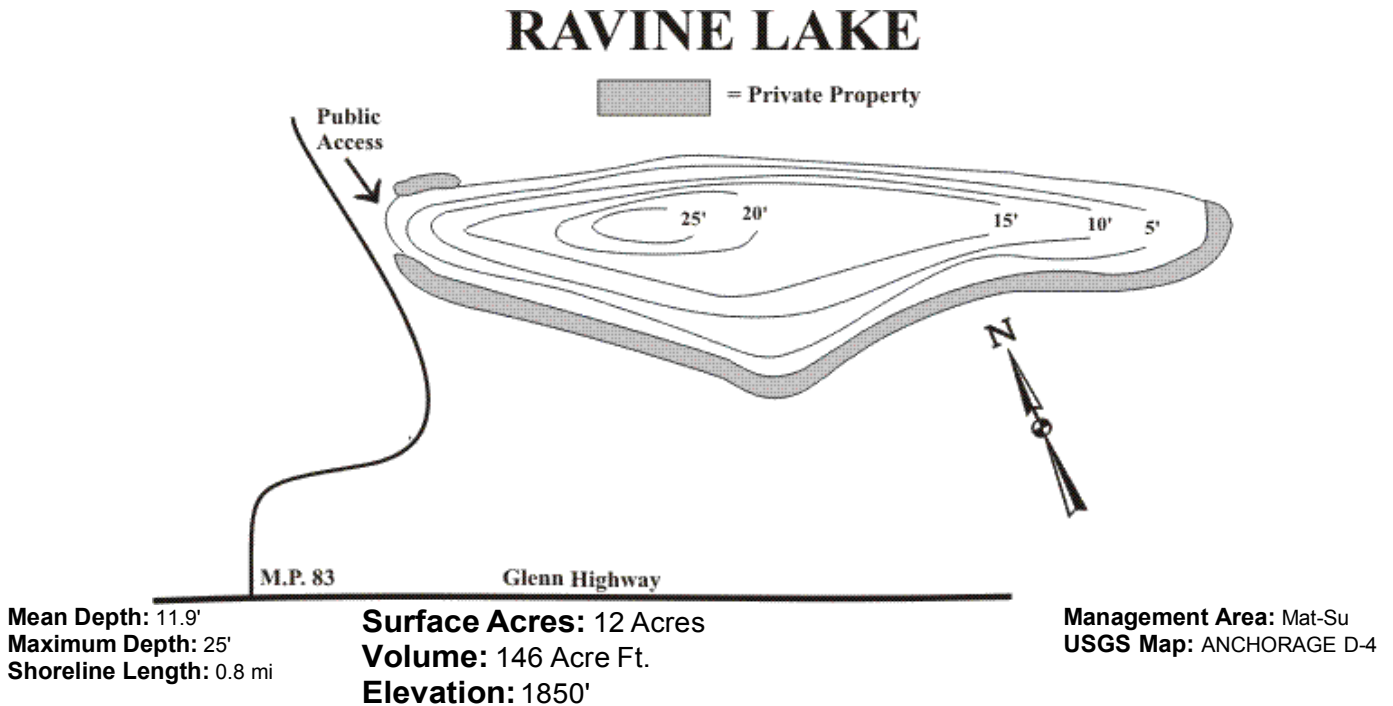 RAVINE LAKE
= Private Property
Public
Access
25' 20' 15' 10' 5'
N
M.P. 83 Glenn Highway
Mean Depth: 11.9'
Maximum Depth: 25'
Shoreline Length: 0.8 mi
Surface Acres: 12 Acres
Volume: 146 Acre Ft.
Elevation: 1850'
Management Area: Mat-Su
USGS Map: ANCHORAGE D-4